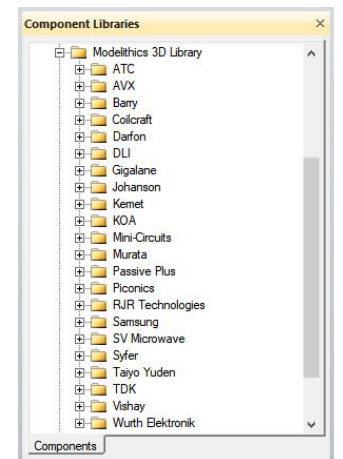 Component Libraries
Modelithics 3D Library
ATC
AVX
Barry
Coilcraft
Darfon
DLI
Gigalane
Johanson
Kemet
KOA
Mini-Circuits
Murata
Passive Plus
Piconics
RJR Technologies
Samsung
SV Microwave
Syfer
Taiyo Yuden
TDK
Vishay
Wurth Elektronik
Components